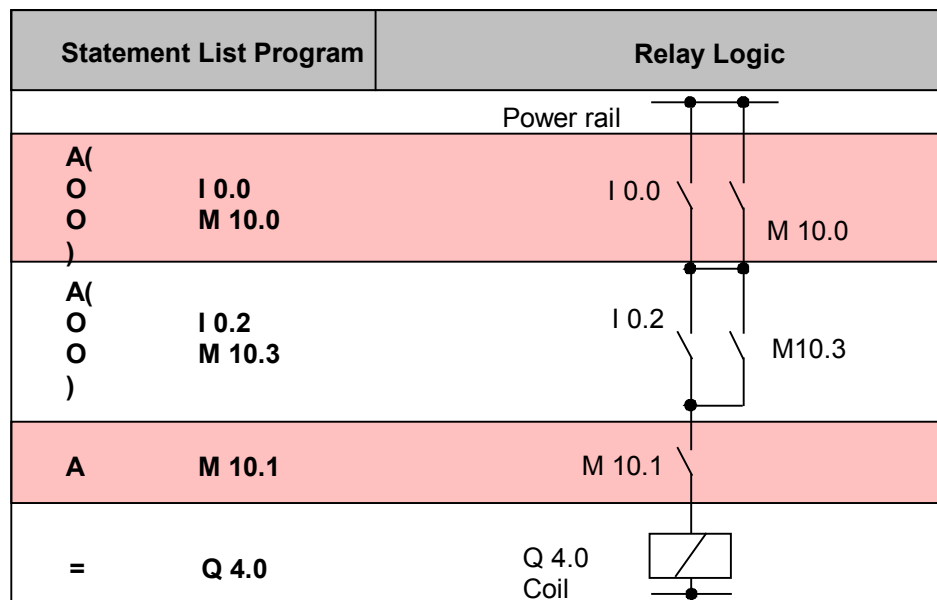 Statement List Program Relay Logic
Power rail
A(
O I 0.0
O M 10.0
)
I 0.0
M 10.0
A(
O I 0.2
O M 10.3
)
I 0.2
M10.3
A M 10.1
M 10.1
= Q 4.0
Q 4.0
Coil